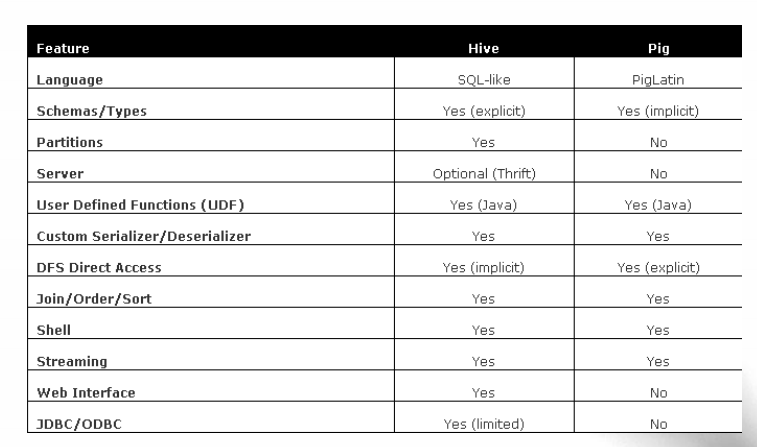 Feature Hive Pig
Language SQL-like PigLatin
Schemas/Types Yes (explicit) Yes (implicit)
Partitions Yes No
Server Optional (Thrift) No
User Defined Functions (UDF) Yes (Java) Yes (Java)
Custom Serializer/Deserializer Yes Yes
DFS Direct Access Yes (implicit) Yes (explicit)
Join/Order/Sort Yes Yes
Shell Yes Yes
Streaming Yes Yes
Web Interface Yes No
JDBC/ODBC Yes (limited) No